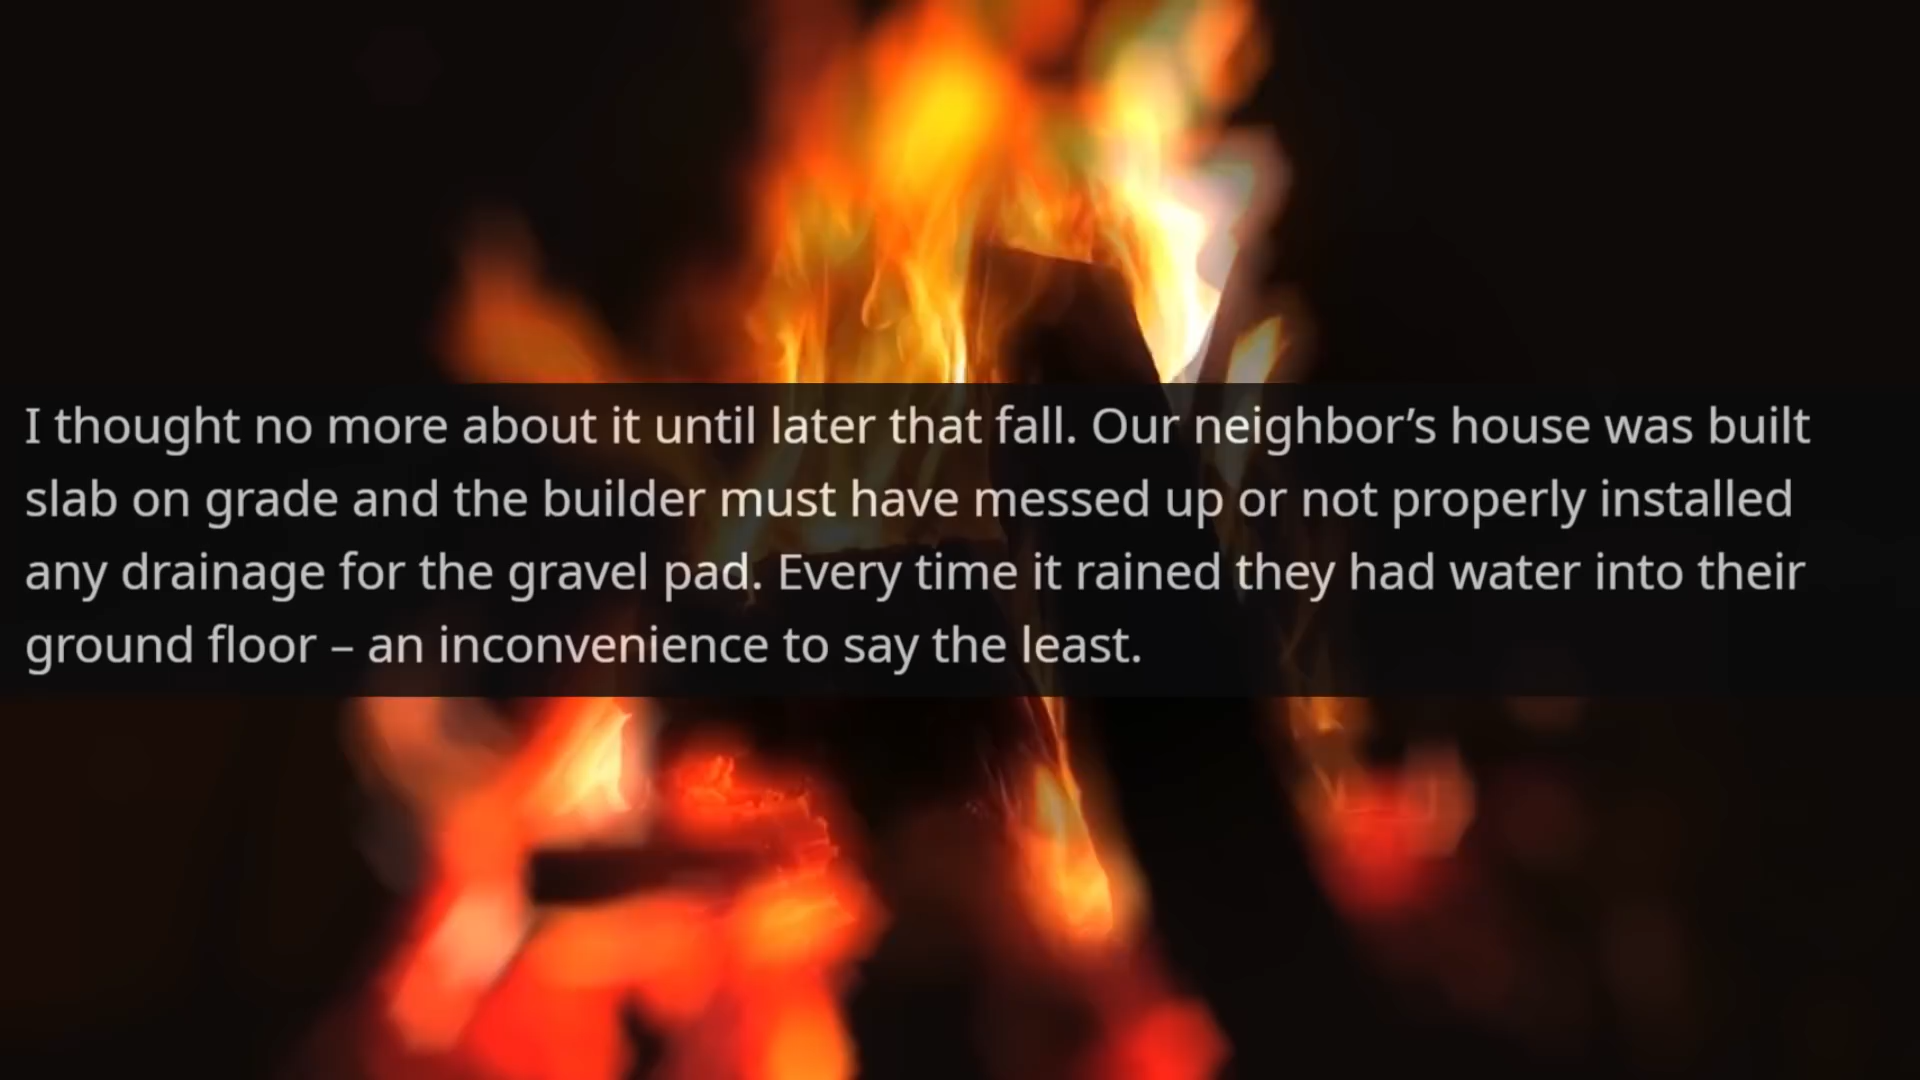 I thought no more about it until later that fall. Our neighbor’s house was built
slab on grade and the builder must have messed up or not properly installed
any drainage for the gravel pad. Every time it rained they had water into their
ground floor – an inconvenience to say the least.